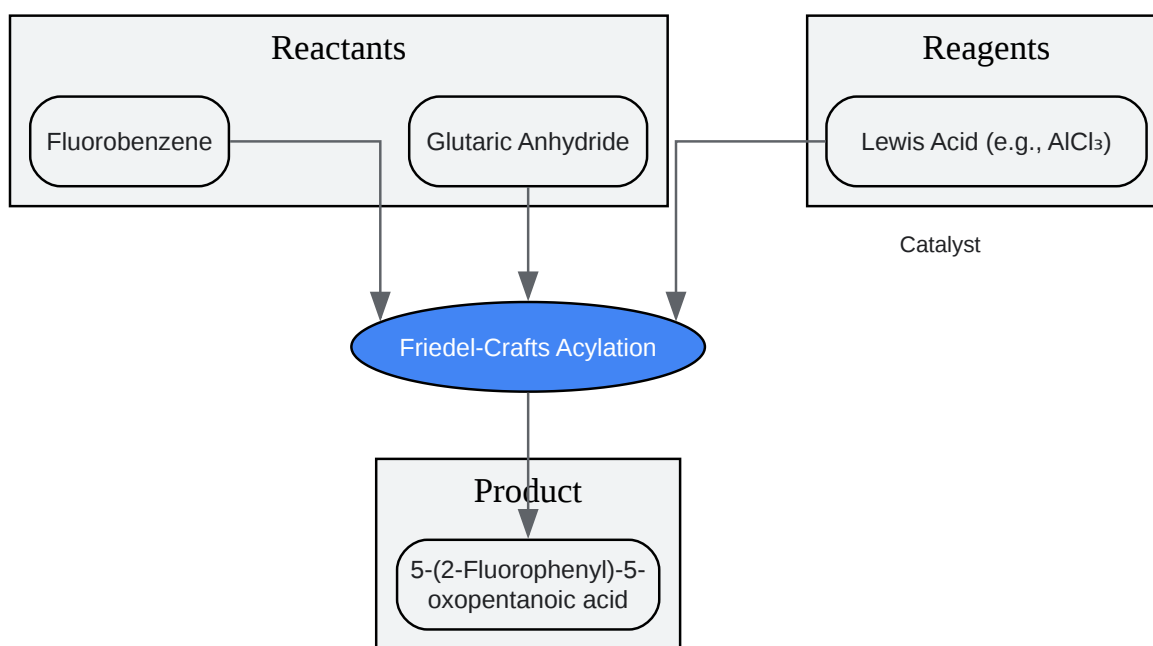 Reactants
Reagents
Fluorobenzene
Glutaric Anhydride
Lewis Acid (e.g., AlCl₃)
Catalyst
Friedel-Crafts Acylation
Product
5-(2-Fluorophenyl)-5-
oxopentanoic acid